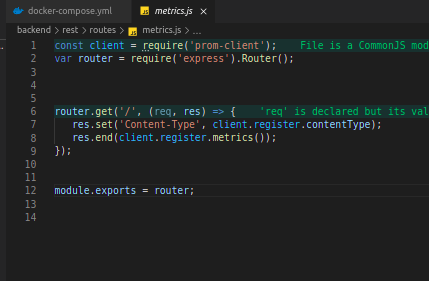 docker-compose.yml JS metrics.js ×
backend › rest › routes › JS metrics.js › ...
1 const client = require('prom-client'); File is a CommonJS mod
2 var router = require('express').Router();
3
4
5
6 router.get('/', (req, res) => { 'req' is declared but its val
7 res.set('Content-Type', client.register.contentType);
8 res.end(client.register.metrics());
9 });
10
11
12 module.exports = router;
13
14